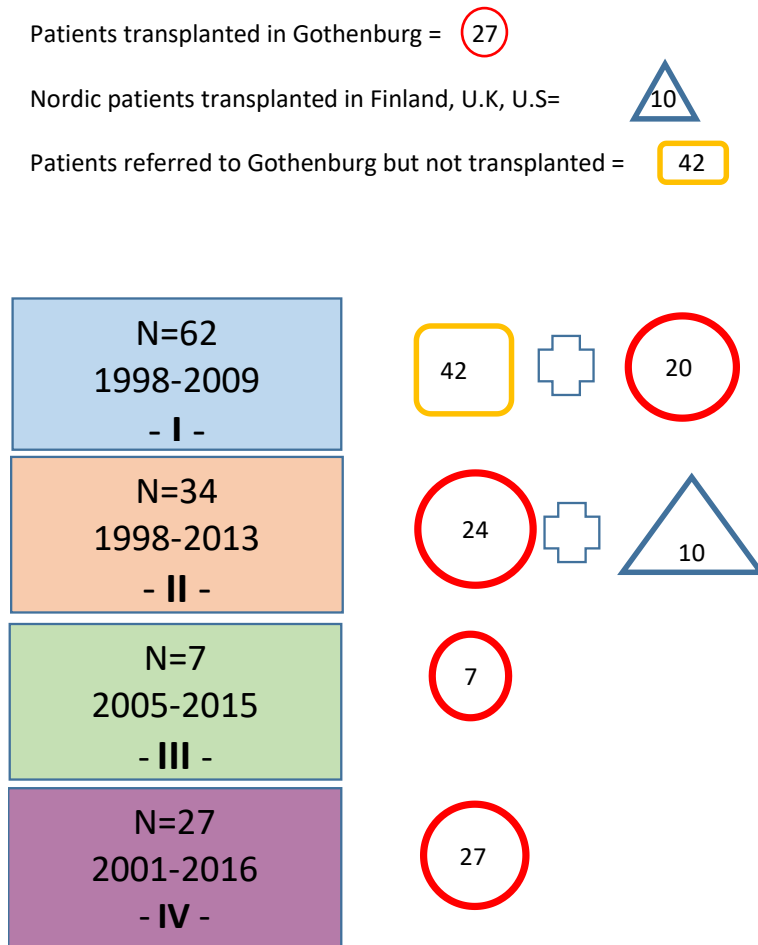 Patients transplanted in Gothenburg = 27
Nordic patients transplanted in Finland, U.K, U.S= 10
Patients referred to Gothenburg but not transplanted = 42
N=62
1998-2009
- I -
42
20
N=34
1998-2013
- II -
24
10
N=7
2005-2015
- III -
7
N=27
2001-2016
- IV -
27